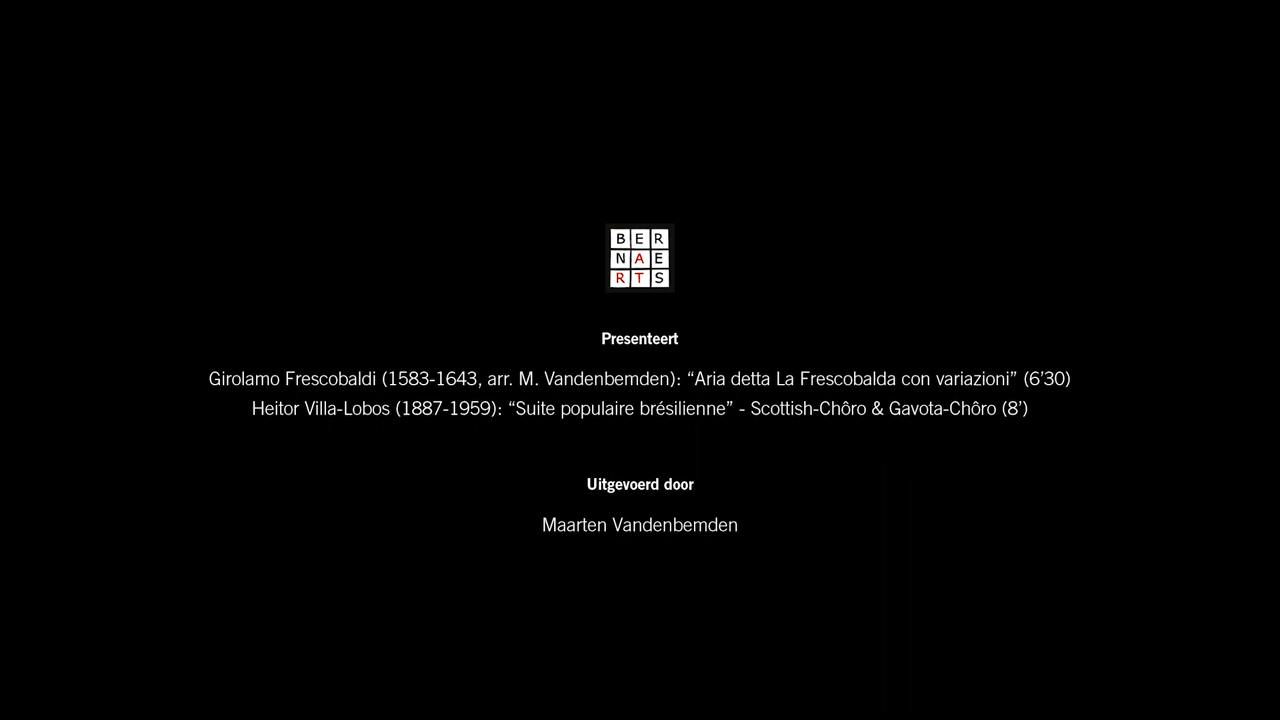 BER
NAE
RTS
Presenteert
Girolamo Frescobaldi (1583-1643, arr. M. Vandenbemden): “Aria detta La Frescobalda con variazioni” (6’30)
Heitor Villa-Lobos (1887-1959): “Suite populaire brésilienne” - Scottish-Chôro & Gavota-Chôro (8’)
Uitgevoerd door
Maarten Vandenbemden